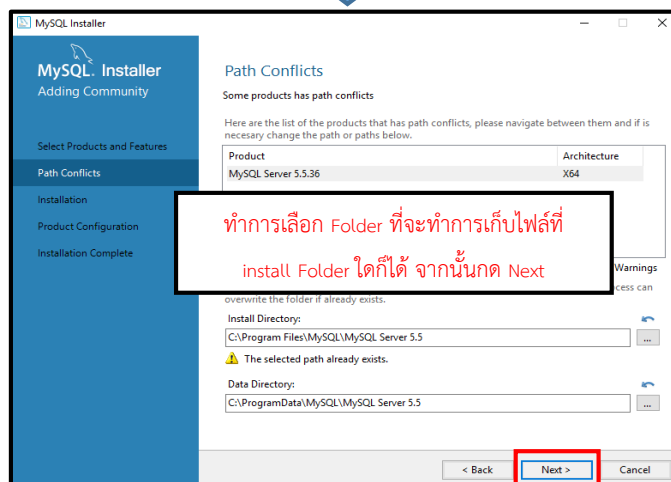 MySQL Installer
MySQL. Installer
Adding Community
Select Products and Features
Path Conflicts
Installation
Product Configuration
Installation Complete
Path Conflicts
Some products has path conflicts
Here are the list of the products that has path conflicts, please navigate between them and if is
necesary change the path or paths below.
Product Architecture
MySQL Server 5.5.36 X64
ทำการเลือก Folder ที่จะทำการเก็บไฟล์ที่
install Folder ใดก็ได้ จากนั้นกด Next
Warnings
cess can
overwrite the folder if already exists.
Install Directory:
C:\Program Files\MySQL\MySQL Server 5.5
...
The selected path already exists.
Data Directory:
C:\ProgramData\MySQL\MySQL Server 5.5
...
< Back Next > Cancel